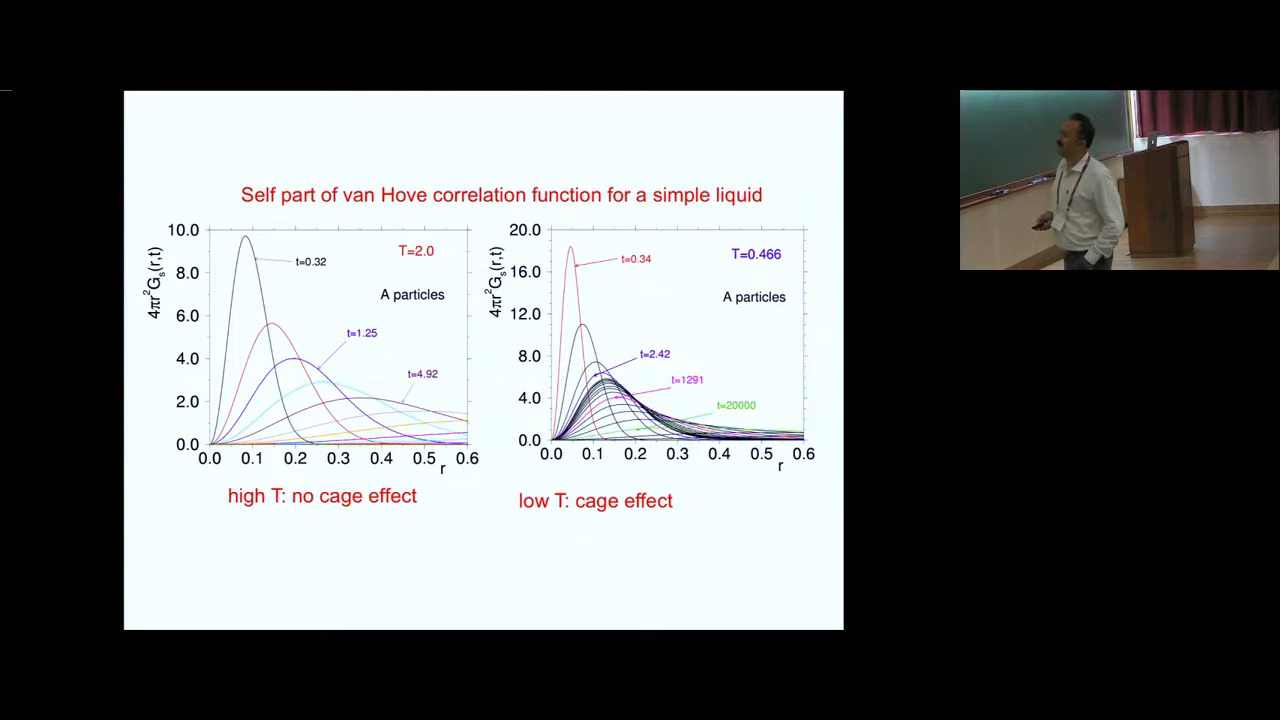 Self part of van Hove correlation function for a simple liquid
10.0
8.0
6.0
4.0
2.0
0.0
4πr²Gₛ(r,t)
T=2.0
t=0.32
A particles
t=1.25
t=4.92
0.0 0.1 0.2 0.3 0.4 0.5 0.6
r
high T: no cage effect
20.0
16.0
12.0
8.0
4.0
0.0
4πr²Gₛ(r,t)
T=0.466
t=0.34
A particles
t=2.42
t=1291
t=20000
0.0 0.1 0.2 0.3 0.4 0.5 0.6
r
low T: cage effect